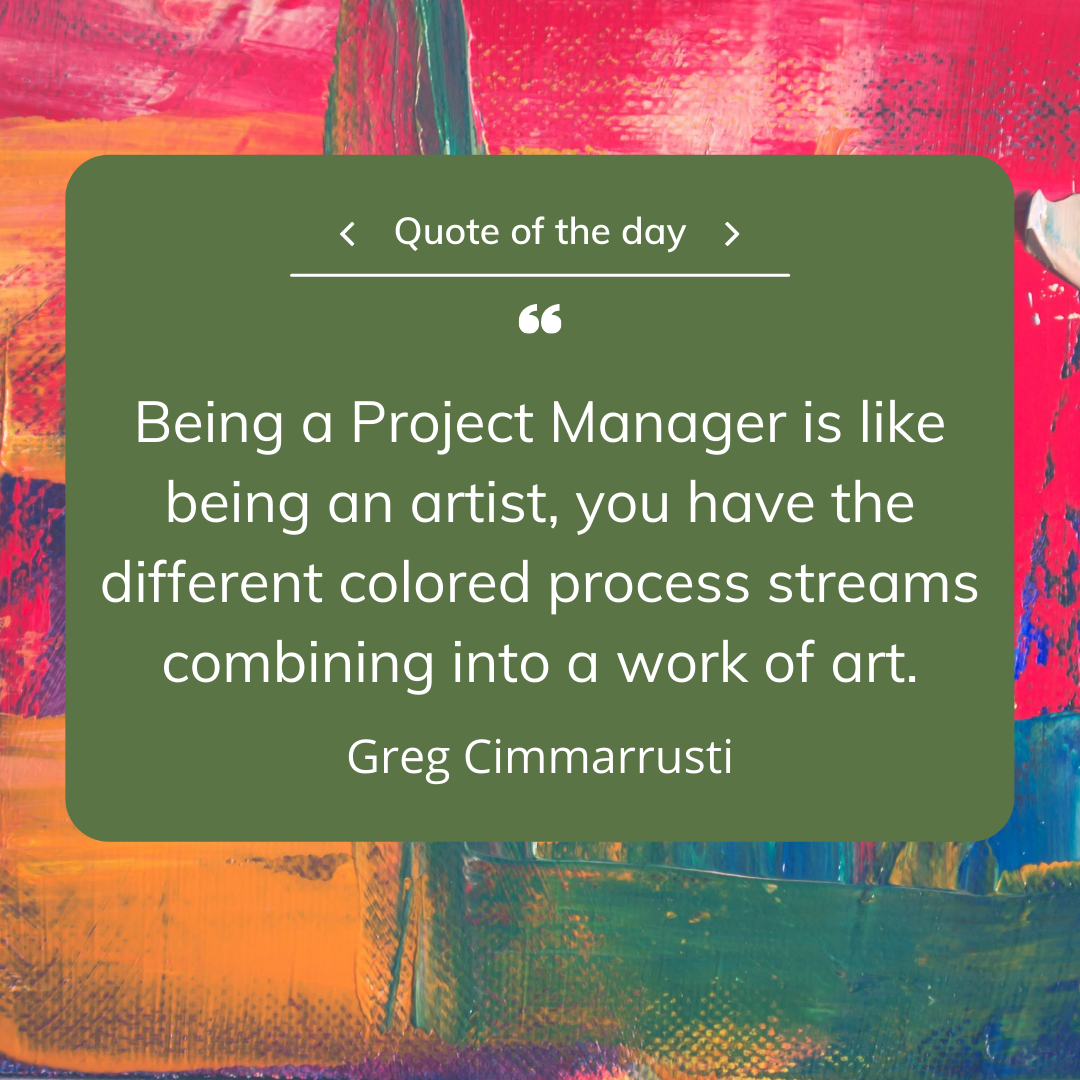 < Quote of the day >
“
Being a Project Manager is like
being an artist, you have the
different colored process streams
combining into a work of art.
Greg Cimmarrusti